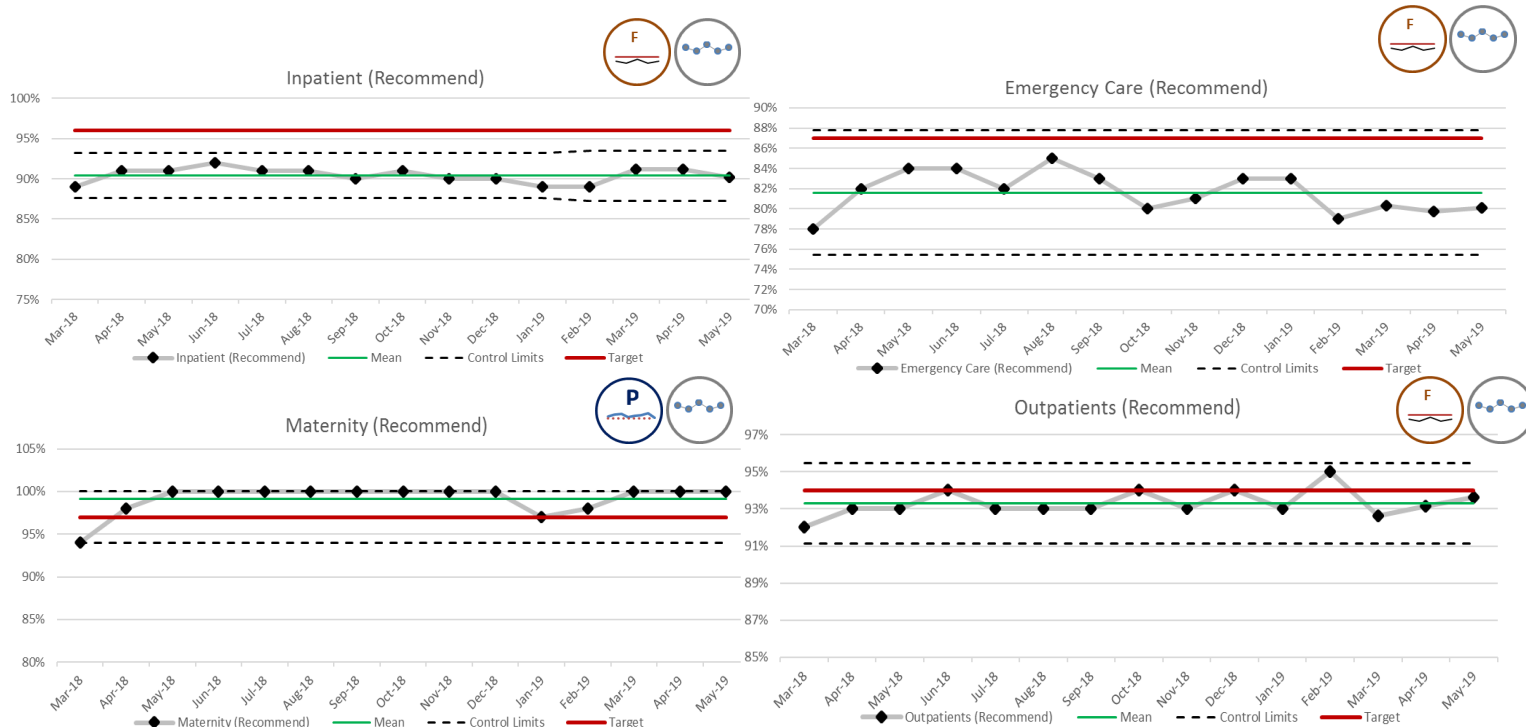 F
Inpatient (Recommend)
100%
95%
90%
85%
80%
75%
Mar-18 Apr-18 May-18 Jun-18 Jul-18 Aug-18 Sep-18 Oct-18 Nov-18 Dec-18 Jan-19 Feb-19 Mar-19 Apr-19 May-19
Inpatient (Recommend) Mean Control Limits Target
F
Emergency Care (Recommend)
90%
88%
86%
84%
82%
80%
78%
76%
74%
72%
70%
Mar-18 Apr-18 May-18 Jun-18 Jul-18 Aug-18 Sep-18 Oct-18 Nov-18 Dec-18 Jan-19 Feb-19 Mar-19 Apr-19 May-19
Emergency Care (Recommend) Mean Control Limits Target
P
Maternity (Recommend)
105%
100%
95%
90%
85%
80%
Mar-18 Apr-18 May-18 Jun-18 Jul-18 Aug-18 Sep-18 Oct-18 Nov-18 Dec-18 Jan-19 Feb-19 Mar-19 Apr-19 May-19
Maternity (Recommend) Mean Control Limits Target
F
Outpatients (Recommend)
97%
95%
93%
91%
89%
87%
85%
Mar-18 Apr-18 May-18 Jun-18 Jul-18 Aug-18 Sep-18 Oct-18 Nov-18 Dec-18 Jan-19 Feb-19 Mar-19 Apr-19 May-19
Outpatients (Recommend) Mean Control Limits Target